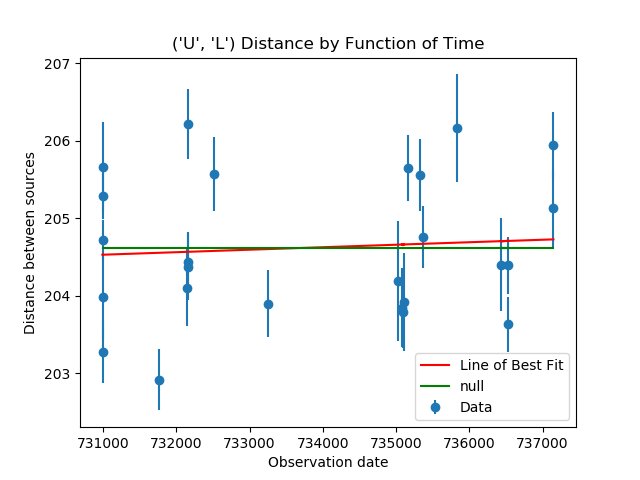 ('U', 'L') Distance by Function of Time
207
206
205
204
203
Distance between sources
731000 732000 733000 734000 735000 736000 737000
Observation date
Line of Best Fit
null
Data